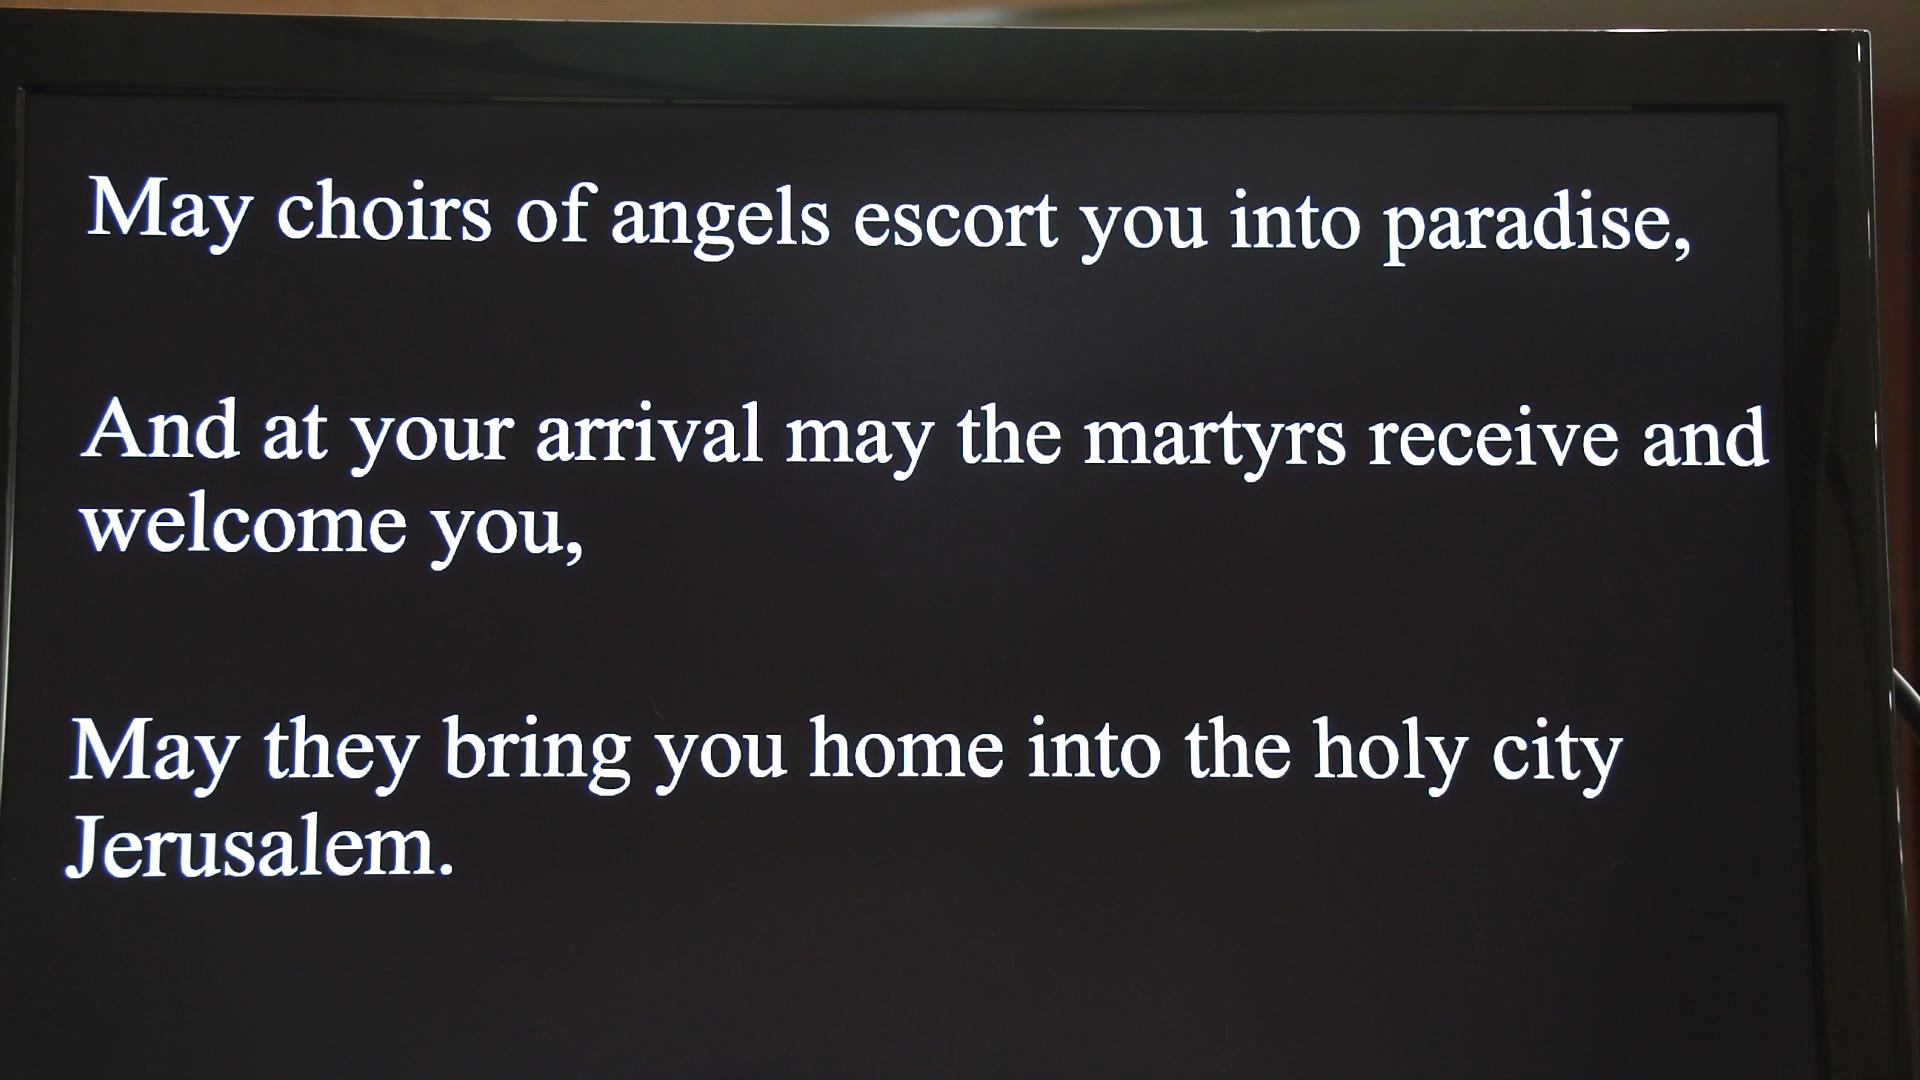 May choirs of angels escort you into paradise,
And at your arrival may the martyrs receive and
welcome you,
May they bring you home into the holy city
Jerusalem.